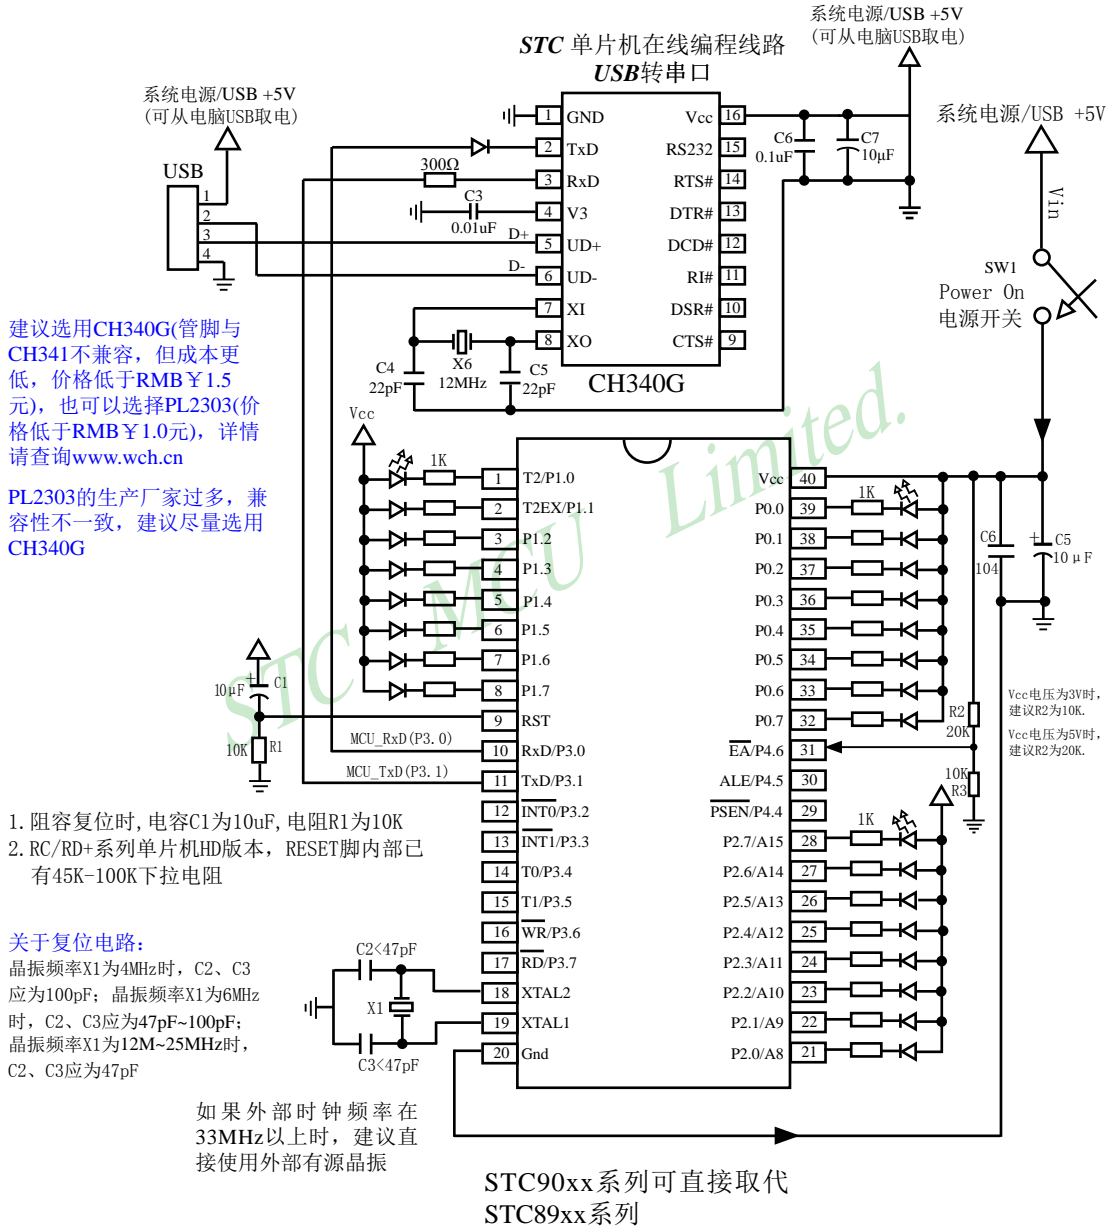 系统电源/USB +5V
(可从电脑USB取电)
STC 单片机在线编程线路
USB转串口
系统电源/USB +5V
(可从电脑USB取电)
系统电源/USB +5V
Vin
SW1
Power On
电源开关
USB
1
2
3
4
D+
D-
300Ω
C3
0.01uF
1 GND
2 TxD
3 RxD
4 V3
5 UD+
6 UD-
7 XI
8 XO
Vcc 16
RS232 15
RTS# 14
DTR# 13
DCD# 12
RI# 11
DSR# 10
CTS# 9
CH340G
C6
0.1uF
C7
10μF
C4
22pF
X6
12MHz
C5
22pF
建议选用CH340G(管脚与
CH341不兼容，但成本更
低，价格低于RMB￥1.5
元)，也可以选择PL2303(价
格低于RMB￥1.0元)，详情
请查询www.wch.cn
PL2303的生产厂家过多，兼
容性不一致，建议尽量选用
CH340G
STC MCU Limited.
Vcc
1K
1 T2/P1.0
2 T2EX/P1.1
3 P1.2
4 P1.3
5 P1.4
6 P1.5
7 P1.6
8 P1.7
9 RST
10 RxD/P3.0
11 TxD/P3.1
12 INT0/P3.2
13 INT1/P3.3
14 T0/P3.4
15 T1/P3.5
16 WR/P3.6
17 RD/P3.7
18 XTAL2
19 XTAL1
20 Gnd
Vcc 40
P0.0 39
P0.1 38
P0.2 37
P0.3 36
P0.4 35
P0.5 34
P0.6 33
P0.7 32
EA/P4.6 31
ALE/P4.5 30
PSEN/P4.4 29
P2.7/A15 28
P2.6/A14 27
P2.5/A13 26
P2.4/A12 25
P2.3/A11 24
P2.2/A10 23
P2.1/A9 22
P2.0/A8 21
1K
C6
104
+
C5
10μF
R2
20K
Vcc电压为3V时，
建议R2为10K.
Vcc电压为5V时，
建议R2为20K.
10K
R3
1K
+
10μF
C1
10K
R1
MCU_RxD(P3.0)
MCU_TxD(P3.1)
1.阻容复位时,电容C1为10uF,电阻R1为10K
2.RC/RD+系列单片机HD版本，RESET脚内部已
有45K-100K下拉电阻
关于复位电路：
晶振频率X1为4MHz时，C2、C3
应为100pF；晶振频率X1为6MHz
时，C2、C3应为47pF~100pF；
晶振频率X1为12M~25MHz时，
C2、C3应为47pF
C2<47pF
X1
C3<47pF
如果外部时钟频率在
33MHz以上时，建议直
接使用外部有源晶振
STC90xx系列可直接取代
STC89xx系列